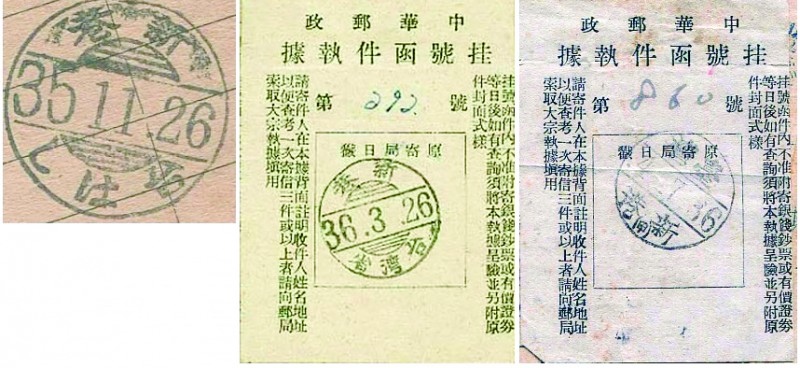 新港
35.11.26
中華郵政
挂號函件執據
挂號函件內不准附寄銀錢鈔票或有價證券
等日後如有查詢須將本執據呈驗並另附原
件封面式樣
第 292 號
原寄局日戳
新港
36.3.26
台灣省
請寄件人在本據背面註明收件人姓名地址
以便查考一次寄信三件或以上者請向郵局
索取大宗執據塡用
中華郵政
挂號函件執據
挂號函件內不准附寄銀錢鈔票或有價證券
等日後如有查詢須將本執據呈驗並另附原
件封面式樣
第 860 號
原寄局日戳
新港
請寄件人在本據背面註明收件人姓名地址
以便查考一次寄信三件或以上者請向郵局
索取大宗執據塡用